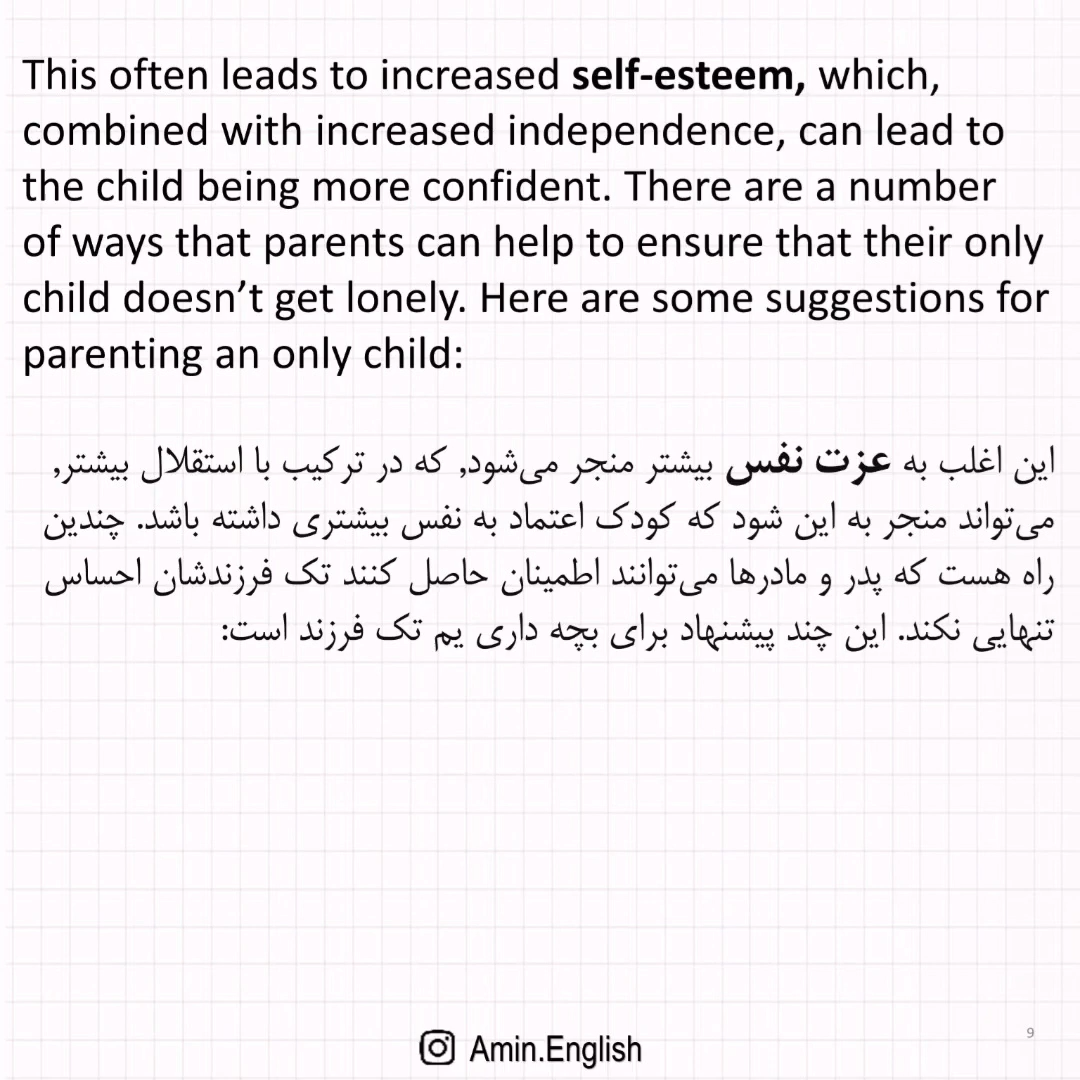 This often leads to increased self-esteem, which,
combined with increased independence, can lead to
the child being more confident. There are a number
of ways that parents can help to ensure that their only
child doesn’t get lonely. Here are some suggestions for
parenting an only child:
این اغلب به عزت نفس بیشتر منجر می‌شود, که در ترکیب با استقلال بیشتر,
می‌تواند منجر به این شود که کودک اعتماد به نفس بیشتری داشته باشد. چندین
راه هست که پدر و مادرها می‌توانند اطمینان حاصل کنند تک فرزندشان احساس
تنهایی نکند. این چند پیشنهاد برای بچه داری یم تک فرزند است:
9
Amin.English